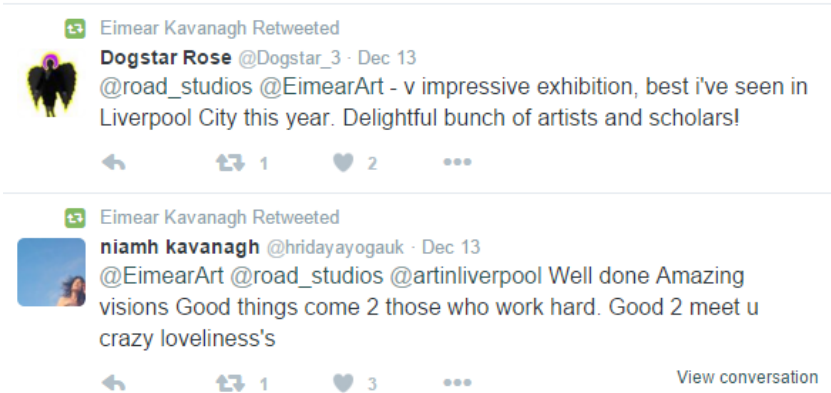 Eimear Kavanagh Retweeted
Dogstar Rose @Dogstar_3 · Dec 13
@road_studios @EimearArt - v impressive exhibition, best i've seen in
Liverpool City this year. Delightful bunch of artists and scholars!
1 2
Eimear Kavanagh Retweeted
niamh kavanagh @hridayayogauk · Dec 13
@EimearArt @road_studios @artinliverpool Well done Amazing
visions Good things come 2 those who work hard. Good 2 meet u
crazy loveliness's
1 3 View conversation